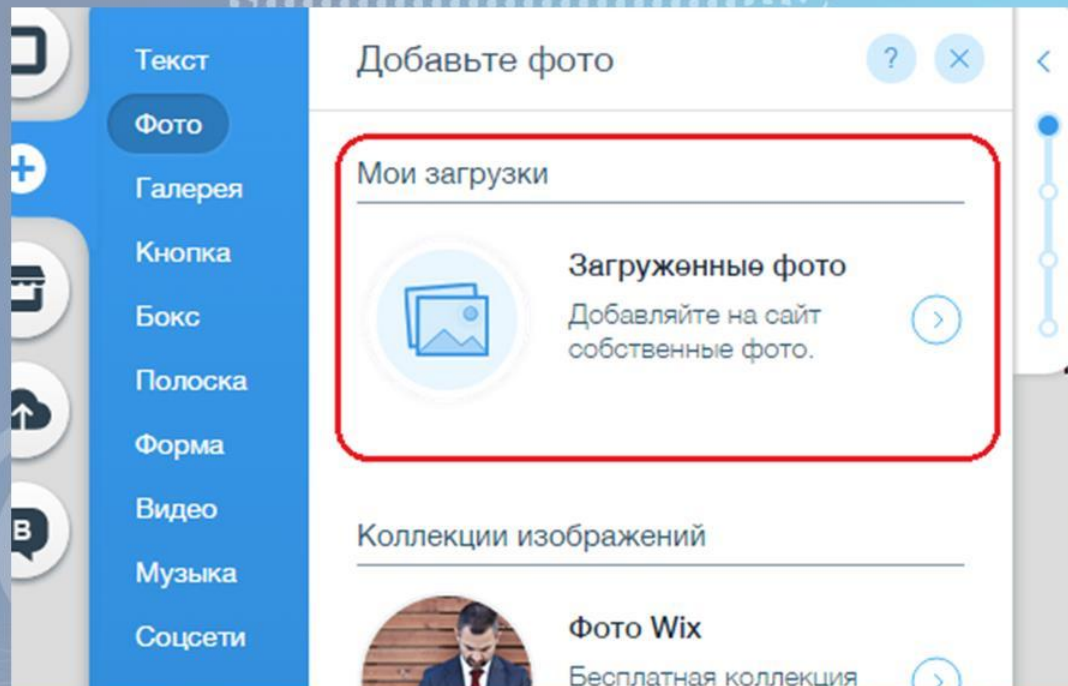 Текст
Фото
Галерея
Кнопка
Бокс
Полоска
Форма
Видео
Музыка
Соцсети
Добавьте фото
?
Мои загрузки
Загруженные фото
Добавляйте на сайт
собственные фото.
Коллекции изображений
Фото Wix
Бесплатная коллекция
B